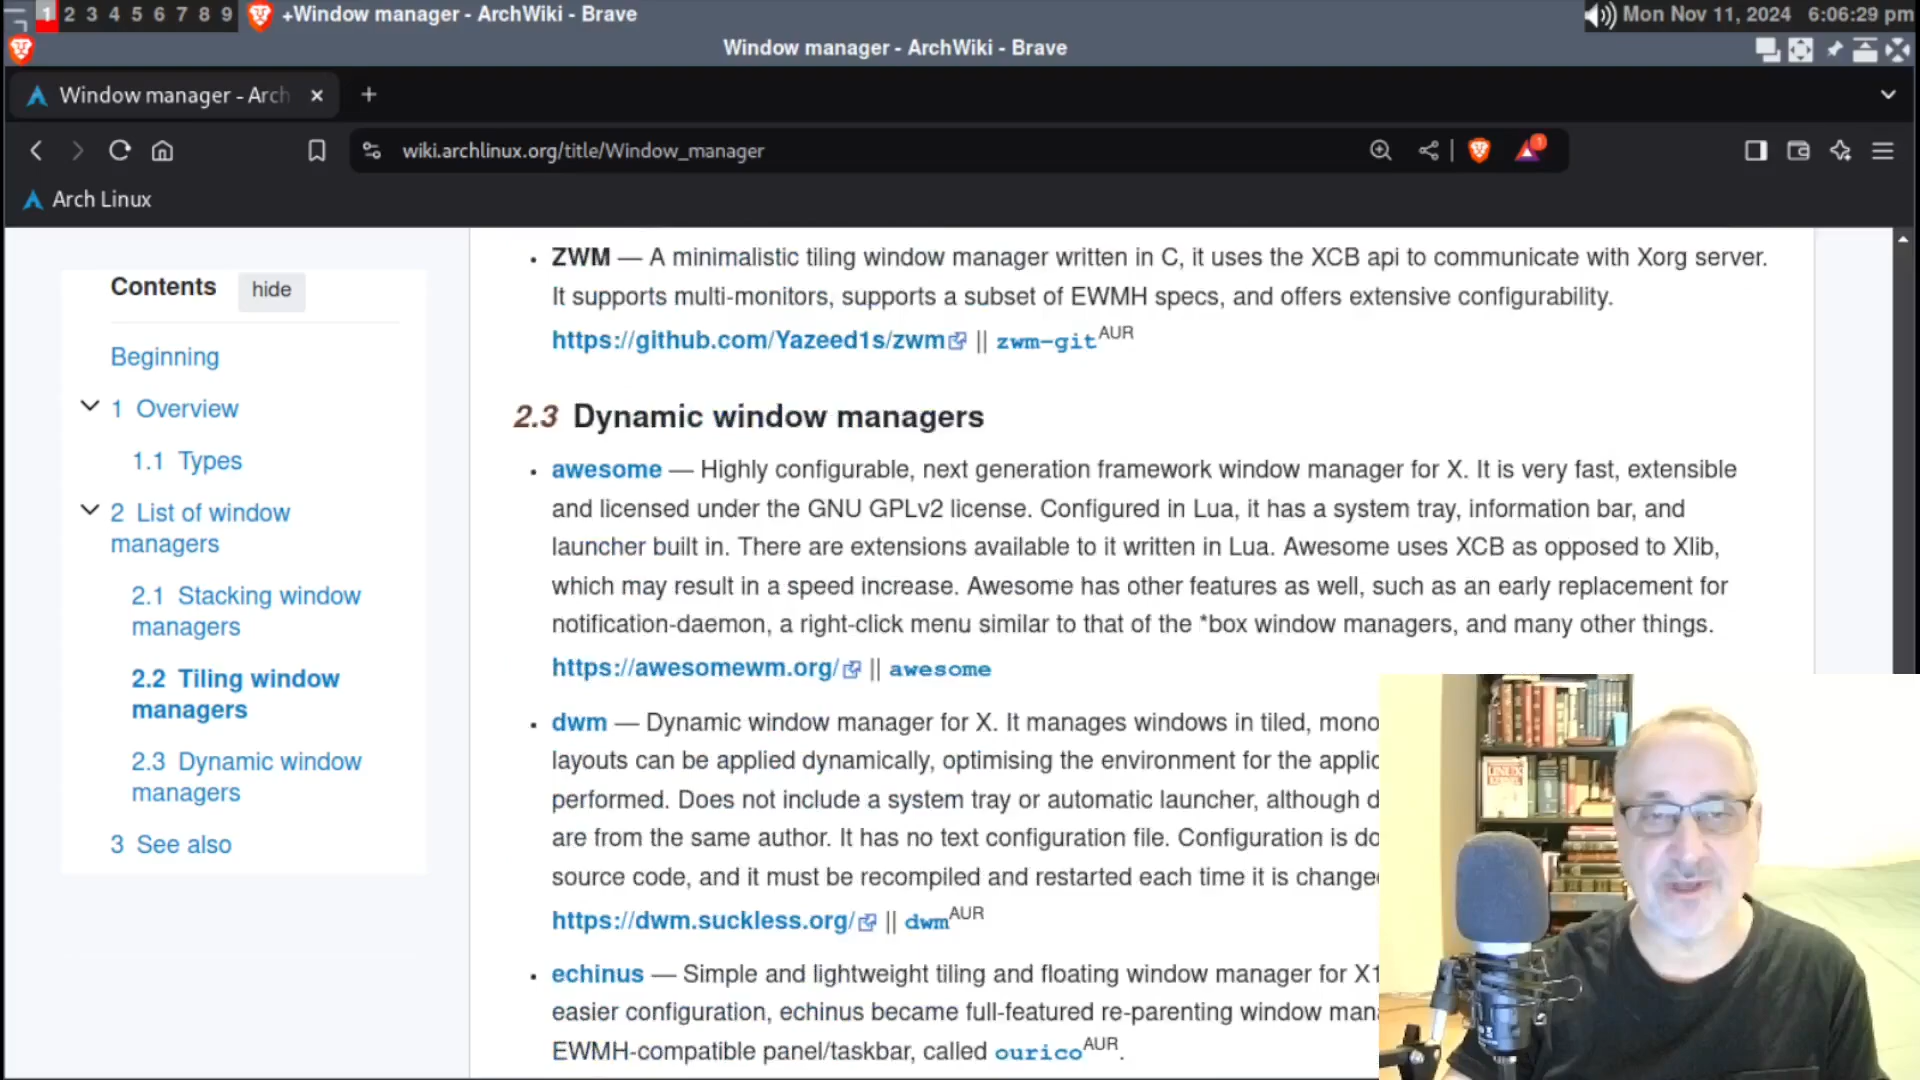 1 2 3 4 5 6 7 8 9 +Window manager - ArchWiki - Brave Mon Nov 11, 2024 6:06:29 pm
Window manager - ArchWiki - Brave
Window manager - Arch
wiki.archlinux.org/title/Window_manager
Arch Linux
Contents hide
Beginning
1 Overview
1.1 Types
2 List of window
managers
2.1 Stacking window
managers
2.2 Tiling window
managers
2.3 Dynamic window
managers
3 See also
• ZWM — A minimalistic tiling window manager written in C, it uses the XCB api to communicate with Xorg server.
It supports multi-monitors, supports a subset of EWMH specs, and offers extensive configurability.
https://github.com/Yazeed1s/zwm || zwm-git AUR
2.3 Dynamic window managers
• awesome — Highly configurable, next generation framework window manager for X. It is very fast, extensible
and licensed under the GNU GPLv2 license. Configured in Lua, it has a system tray, information bar, and
launcher built in. There are extensions available to it written in Lua. Awesome uses XCB as opposed to Xlib,
which may result in a speed increase. Awesome has other features as well, such as an early replacement for
notification-daemon, a right-click menu similar to that of the *box window managers, and many other things.
https://awesomewm.org/ || awesome
• dwm — Dynamic window manager for X. It manages windows in tiled, mono
layouts can be applied dynamically, optimising the environment for the applic
performed. Does not include a system tray or automatic launcher, although d
are from the same author. It has no text configuration file. Configuration is do
source code, and it must be recompiled and restarted each time it is change
https://dwm.suckless.org/ || dwm AUR
• echinus — Simple and lightweight tiling and floating window manager for X1
easier configuration, echinus became full-featured re-parenting window man
EWMH-compatible panel/taskbar, called ourico AUR.